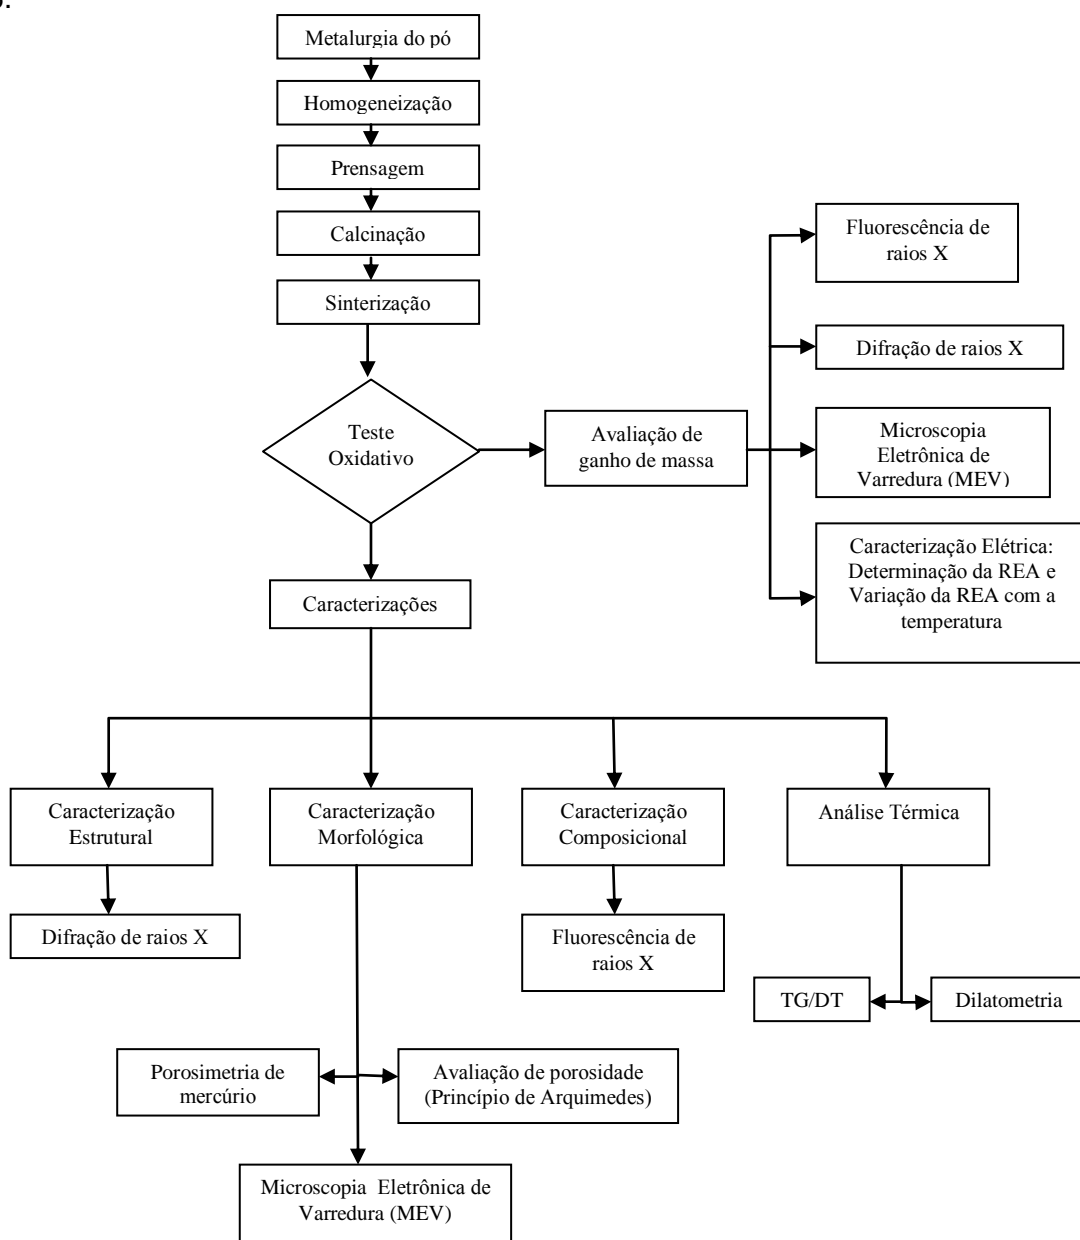 Metalurgia do pó
Homogeneização
Prensagem
Calcinação
Sinterização
Teste
Oxidativo
Avaliação de
ganho de massa
Fluorescência de
raios X
Difração de raios X
Microscopia
Eletrônica de
Varredura (MEV)
Caracterização Elétrica:
Determinação da REA e
Variação da REA com a
temperatura
Caracterizações
Caracterização
Estrutural
Caracterização
Morfológica
Caracterização
Composicional
Análise Térmica
Difração de raios X
Fluorescência de
raios X
TG/DT
Dilatometria
Porosimetria de
mercúrio
Avaliação de porosidade
(Princípio de Arquimedes)
Microscopia Eletrônica de
Varredura (MEV)